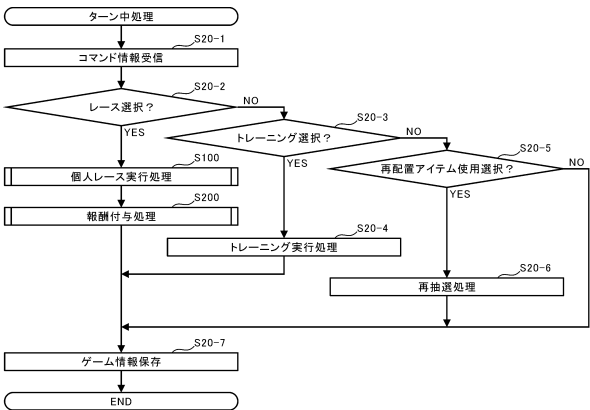 ターン中処理
S20-1
コマンド情報受信
S20-2
レース選択？
NO
YES
S20-3
トレーニング選択？
NO
YES
S20-5
再配置アイテム使用選択？
NO
YES
S100
個人レース実行処理
S200
報酬付与処理
S20-4
トレーニング実行処理
S20-6
再抽選処理
S20-7
ゲーム情報保存
END